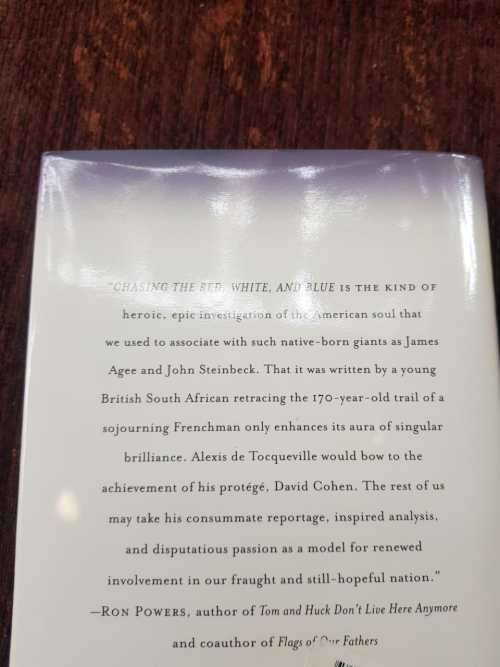 "CHASING THE RED, WHITE, AND BLUE IS THE KIND OF
heroic, epic investigation of the American soul that
we used to associate with such native-born giants as James
Agee and John Steinbeck. That it was written by a young
British South African retracing the 170-year-old trail of a
sojourning Frenchman only enhances its aura of singular
brilliance. Alexis de Tocqueville would bow to the
achievement of his protégé, David Cohen. The rest of us
may take his consummate reportage, inspired analysis,
and disputatious passion as a model for renewed
involvement in our fraught and still-hopeful nation."
—RON POWERS, author of Tom and Huck Don't Live Here Anymore
and coauthor of Flags of Our Fathers